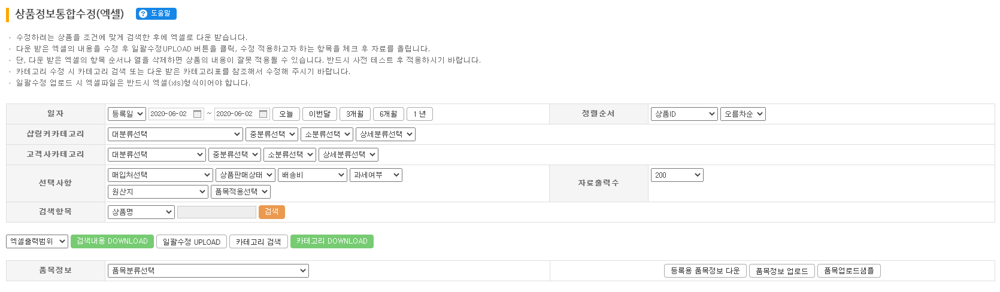 상품정보통합수정(엑셀) ? 도움말
· 수정하려는 상품을 조건에 맞게 검색한 후에 엑셀로 다운 받습니다.
· 다운 받은 엑셀의 내용을 수정 후 일괄수정UPLOAD 버튼을 클릭, 수정 적용하고자 하는 항목을 체크 후 자료를 올립니다.
· 단, 다운 받은 엑셀의 항목 순서나 열을 삭제하면 상품의 내용이 잘못 적용될 수 있습니다. 반드시 사전 테스트 후 적용하시기 바랍니다.
· 카테고리 수정 시 카테고리 검색 또는 다운 받은 카테고리표를 참조해서 수정해 주시기 바랍니다.
· 일괄수정 업로드 시 엑셀파일은 반드시 엑셀(xls)형식이어야 합니다.
일자 등록일 2020-06-02 ~ 2020-06-02 오늘 이번달 3개월 6개월 1 년 정렬순서 상품ID 오름차순
샵링커카테고리 대분류선택 중분류선택 소분류선택 상세분류선택
고객사카테고리 대분류선택 중분류선택 소분류선택 상세분류선택
선택사항 매입처선택 상품판매상태 배송비 과세여부 자료출력수 200
원산지 품목적용선택
검색항목 상품명 검색
엑셀출력범위 검색내용 DOWNLOAD 일괄수정 UPLOAD 카테고리 검색 카테고리 DOWNLOAD
품목정보 품목분류선택 등록용 품목정보 다운 품목정보 업로드 품목업로드샘플